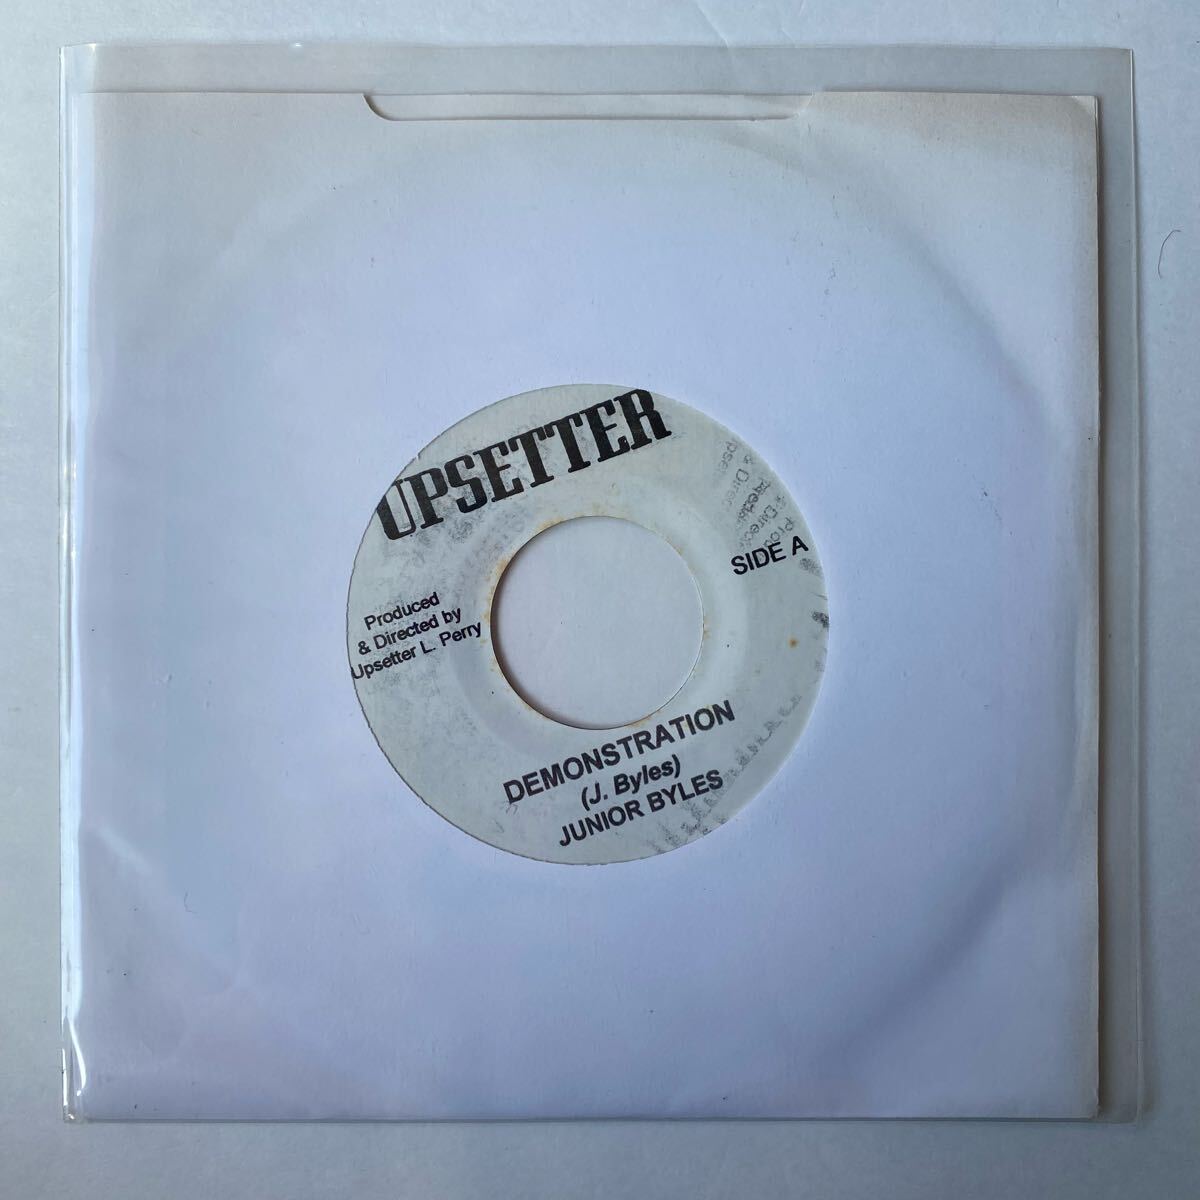 UPSETTER
SIDE A
Produced
& Directed by
Upsetter L. Perry
DEMONSTRATION
(J. Byles)
JUNIOR BYLES